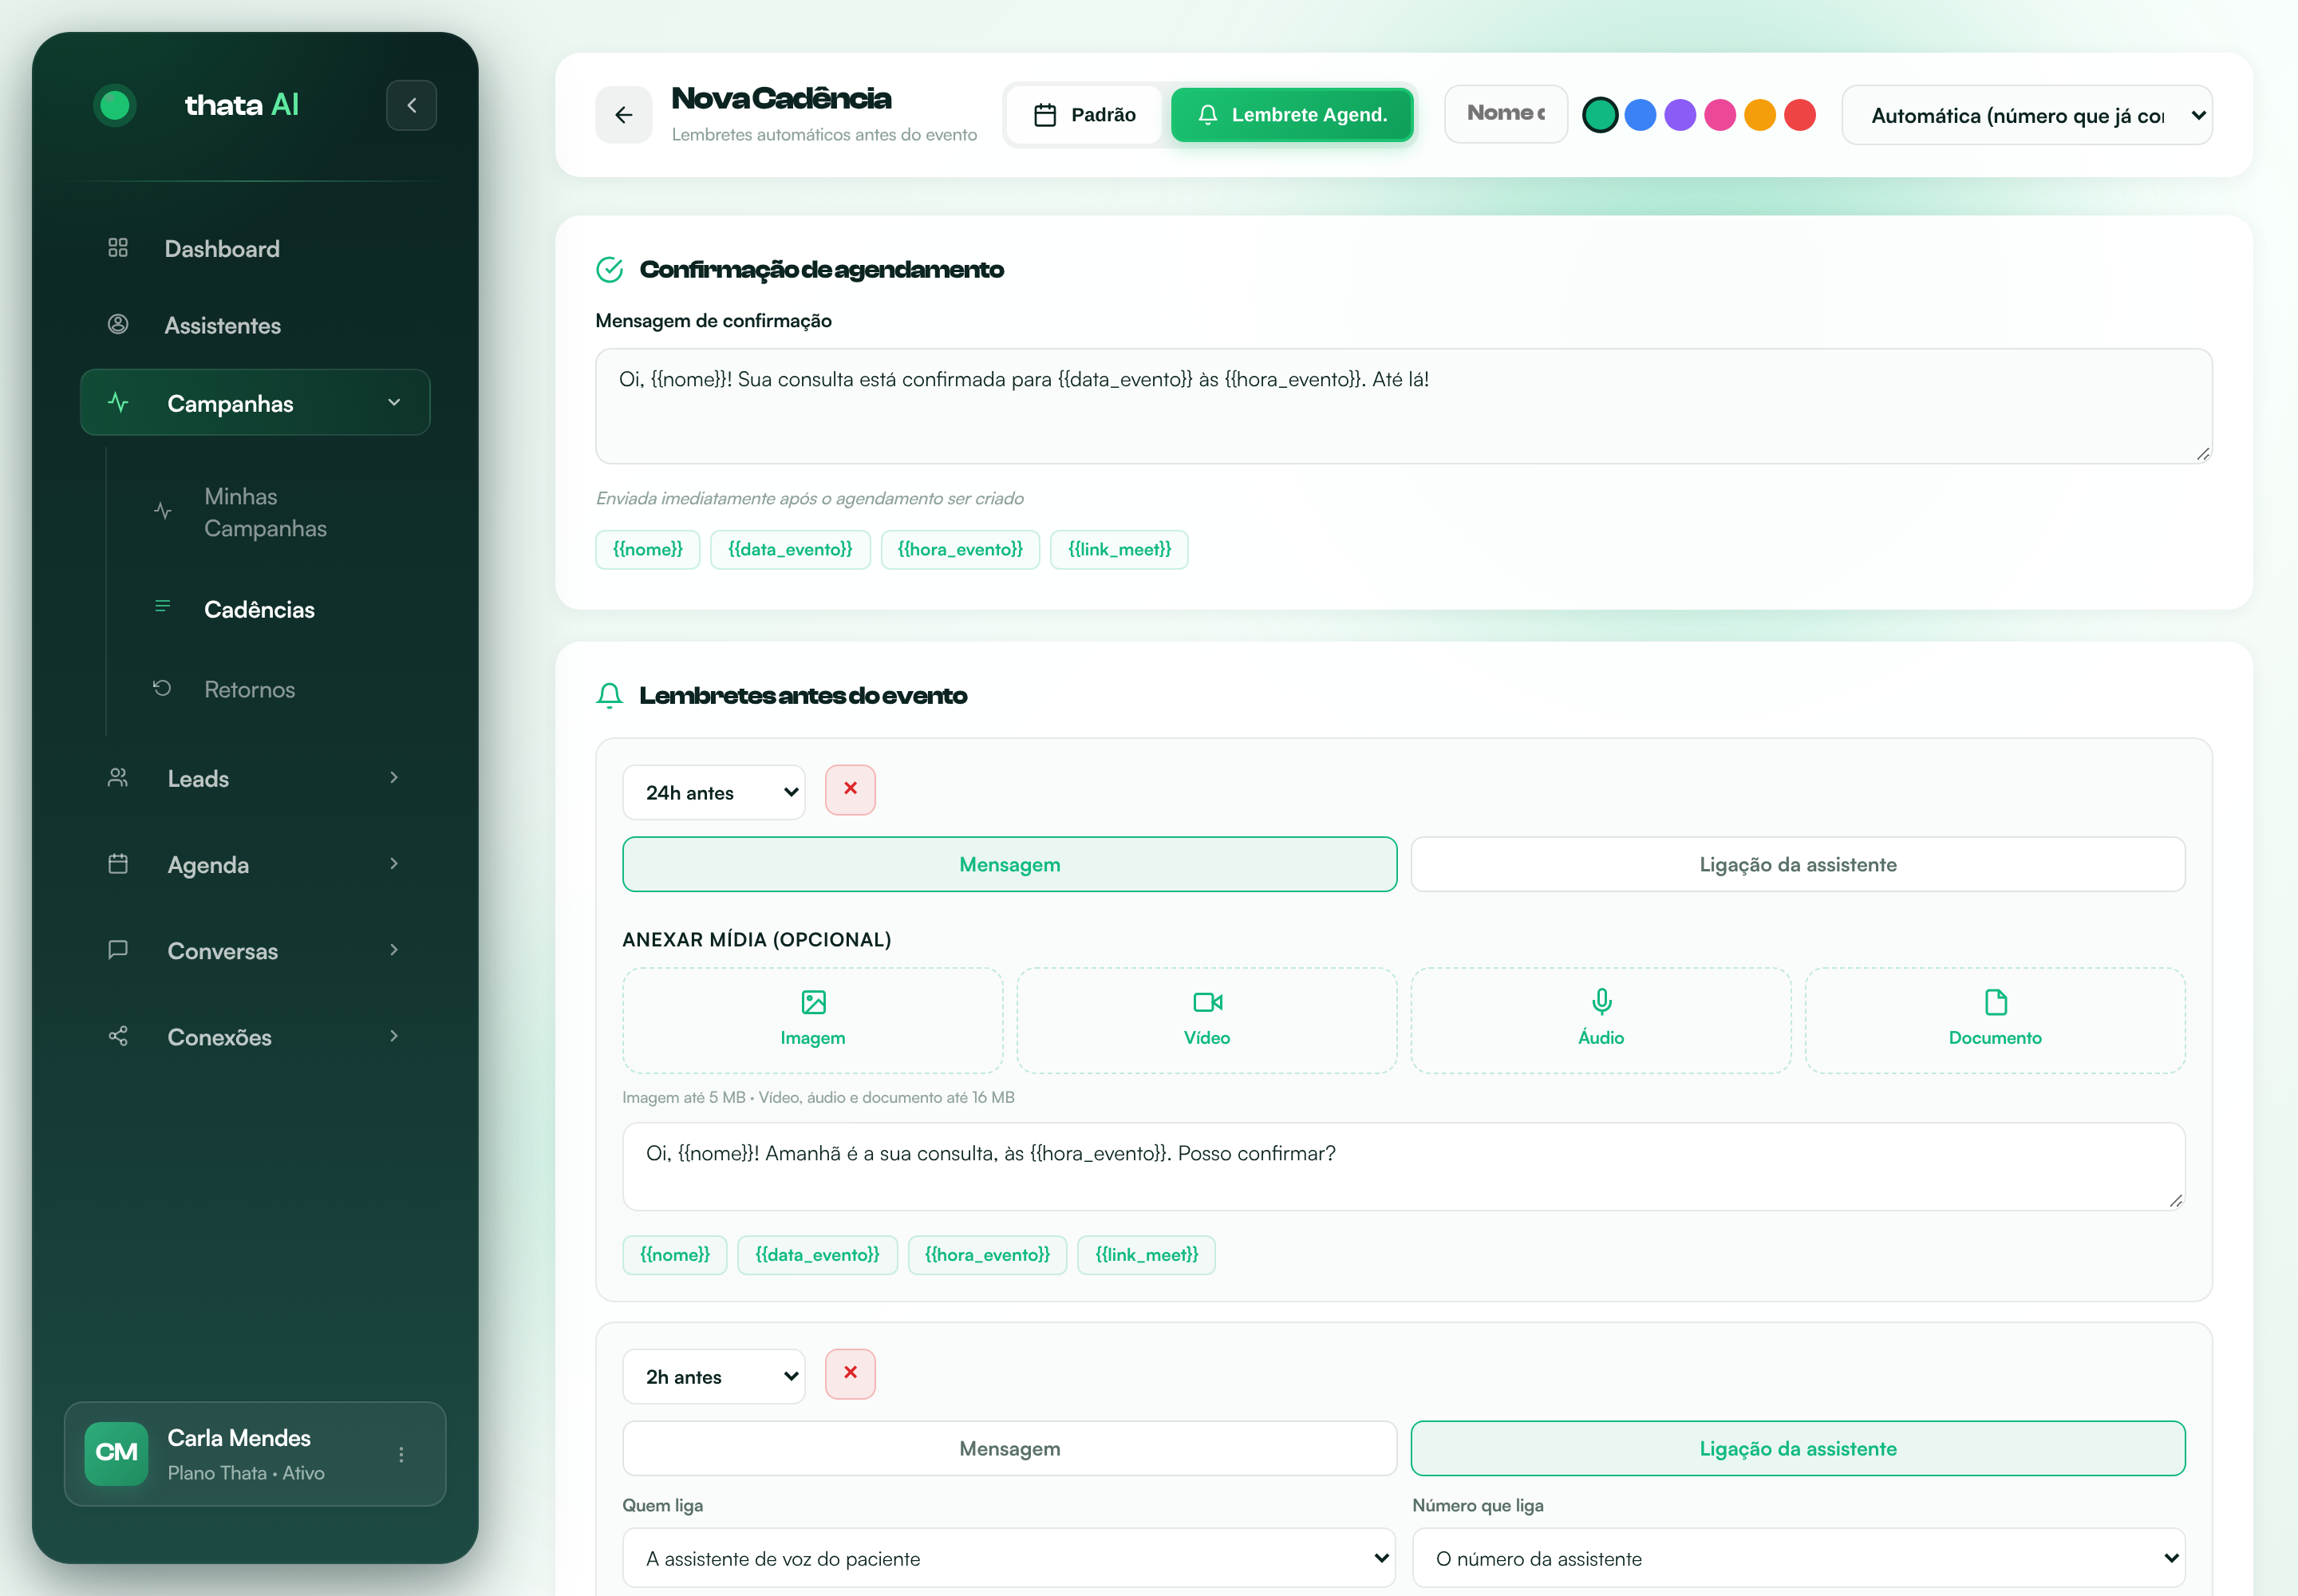 thata AI
Dashboard
Assistentes
Campanhas
Minhas
Campanhas
Cadências
Retornos
Leads
Agenda
Conversas
Conexões
CM
Carla Mendes
Plano Thata · Ativo
Nova Cadência
Lembretes automáticos antes do evento
Padrão
Lembrete Agend.
Nome
Automática (número que já
Confirmação de agendamento
Mensagem de confirmação
Oi, {{nome}}! Sua consulta está confirmada para {{data_evento}} às {{hora_evento}}. Até lá!
Enviada imediatamente após o agendamento ser criado
{{nome}} {{data_evento}} {{hora_evento}} {{link_meet}}
Lembretes antes do evento
24h antes
Mensagem
Ligação da assistente
ANEXAR MÍDIA (OPCIONAL)
Imagem
Vídeo
Áudio
Documento
Imagem até 5 MB · Vídeo, áudio e documento até 16 MB
Oi, {{nome}}! Amanhã é a sua consulta, às {{hora_evento}}. Posso confirmar?
{{nome}} {{data_evento}} {{hora_evento}} {{link_meet}}
2h antes
Mensagem
Ligação da assistente
Quem liga
Número que liga
A assistente de voz do paciente
O número da assistente